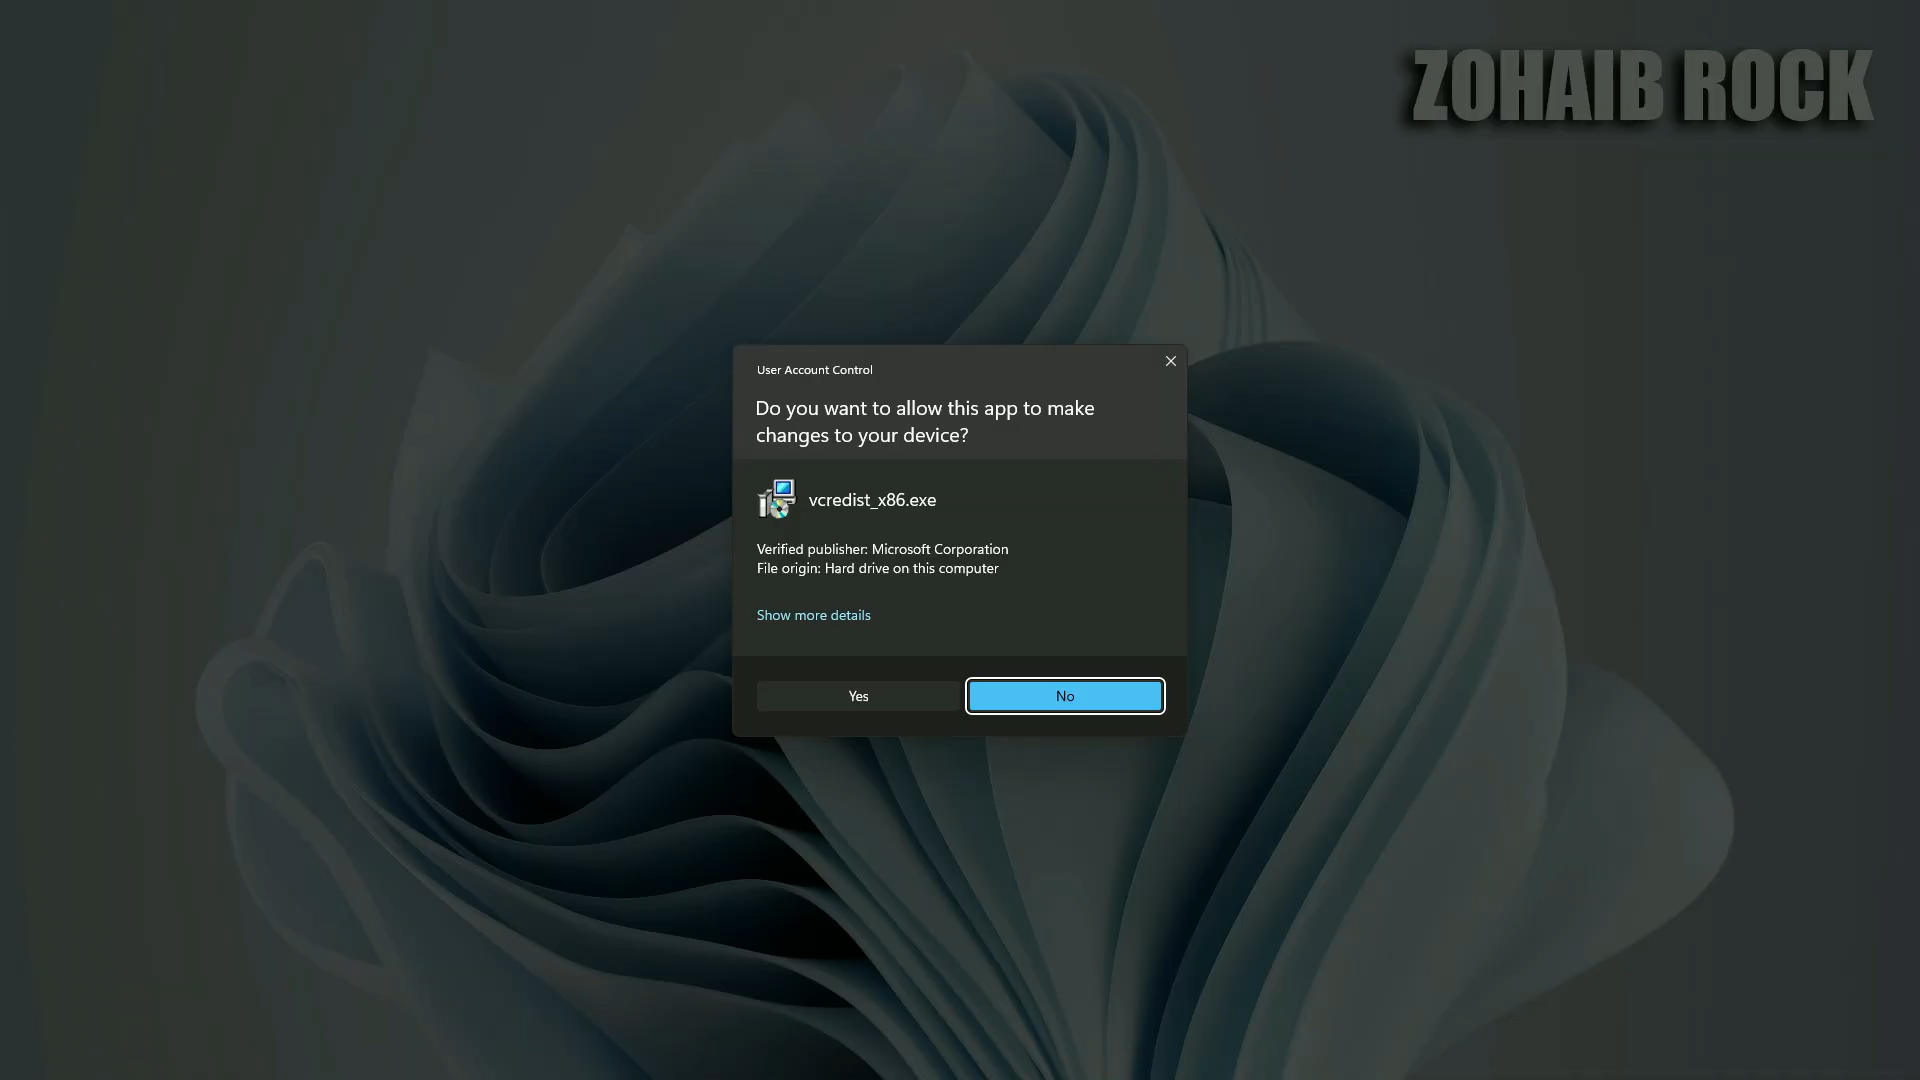 ZOHAIB ROCK
User Account Control
Do you want to allow this app to make
changes to your device?
vcredist_x86.exe
Verified publisher: Microsoft Corporation
File origin: Hard drive on this computer
Show more details
Yes
No